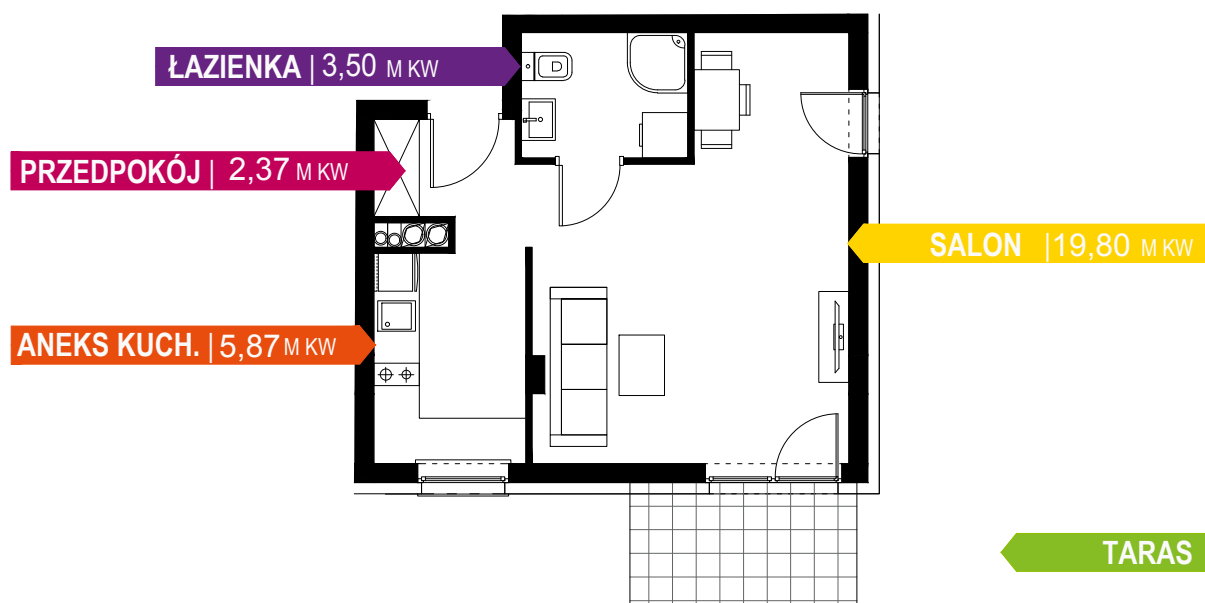 ŁAZIENKA | 3,50 M KW
PRZEDPOKÓJ | 2,37 M KW
SALON |19,80 M KW
ANEKS KUCH. | 5,87 M KW
TARAS